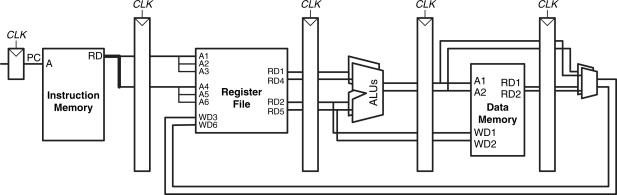 CLK
CLK
CLK
CLK
CLK
PC
A
RD
Instruction
Memory
A1
A2
A3
A4
A5
A6
WD3
WD6
Register
File
RD1
RD4
RD2
RD5
ALUs
A1
A2
RD1
RD2
Data
Memory
WD1
WD2